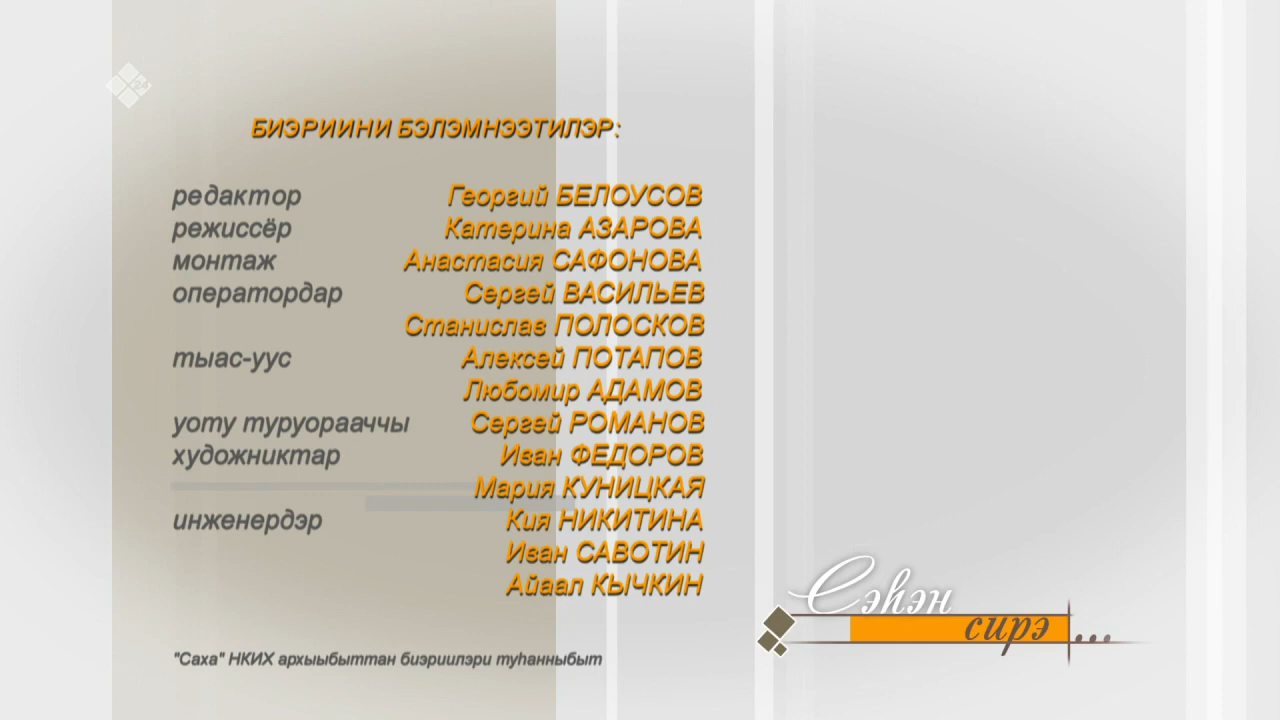 24
БИЭРИИНИ БЭЛЭМНЭЭТИЛЭР:
редактор Георгий БЕЛОУСОВ
режиссёр Катерина АЗАРОВА
монтаж Анастасия САФОНОВА
оператордар Сергей ВАСИЛЬЕВ
Станислав ПОЛОСКОВ
тыас-уус Алексей ПОТАПОВ
Любомир АДАМОВ
уоту туруорааччы Сергей РОМАНОВ
художниктар Иван ФЕДОРОВ
Мария КУНИЦКАЯ
инженердэр Кия НИКИТИНА
Иван САВОТИН
Айаал КЫЧКИН
Сэһэн
сирэ...
"Саха" НКИХ архыыбыттан биэриилэри туһанныбыт